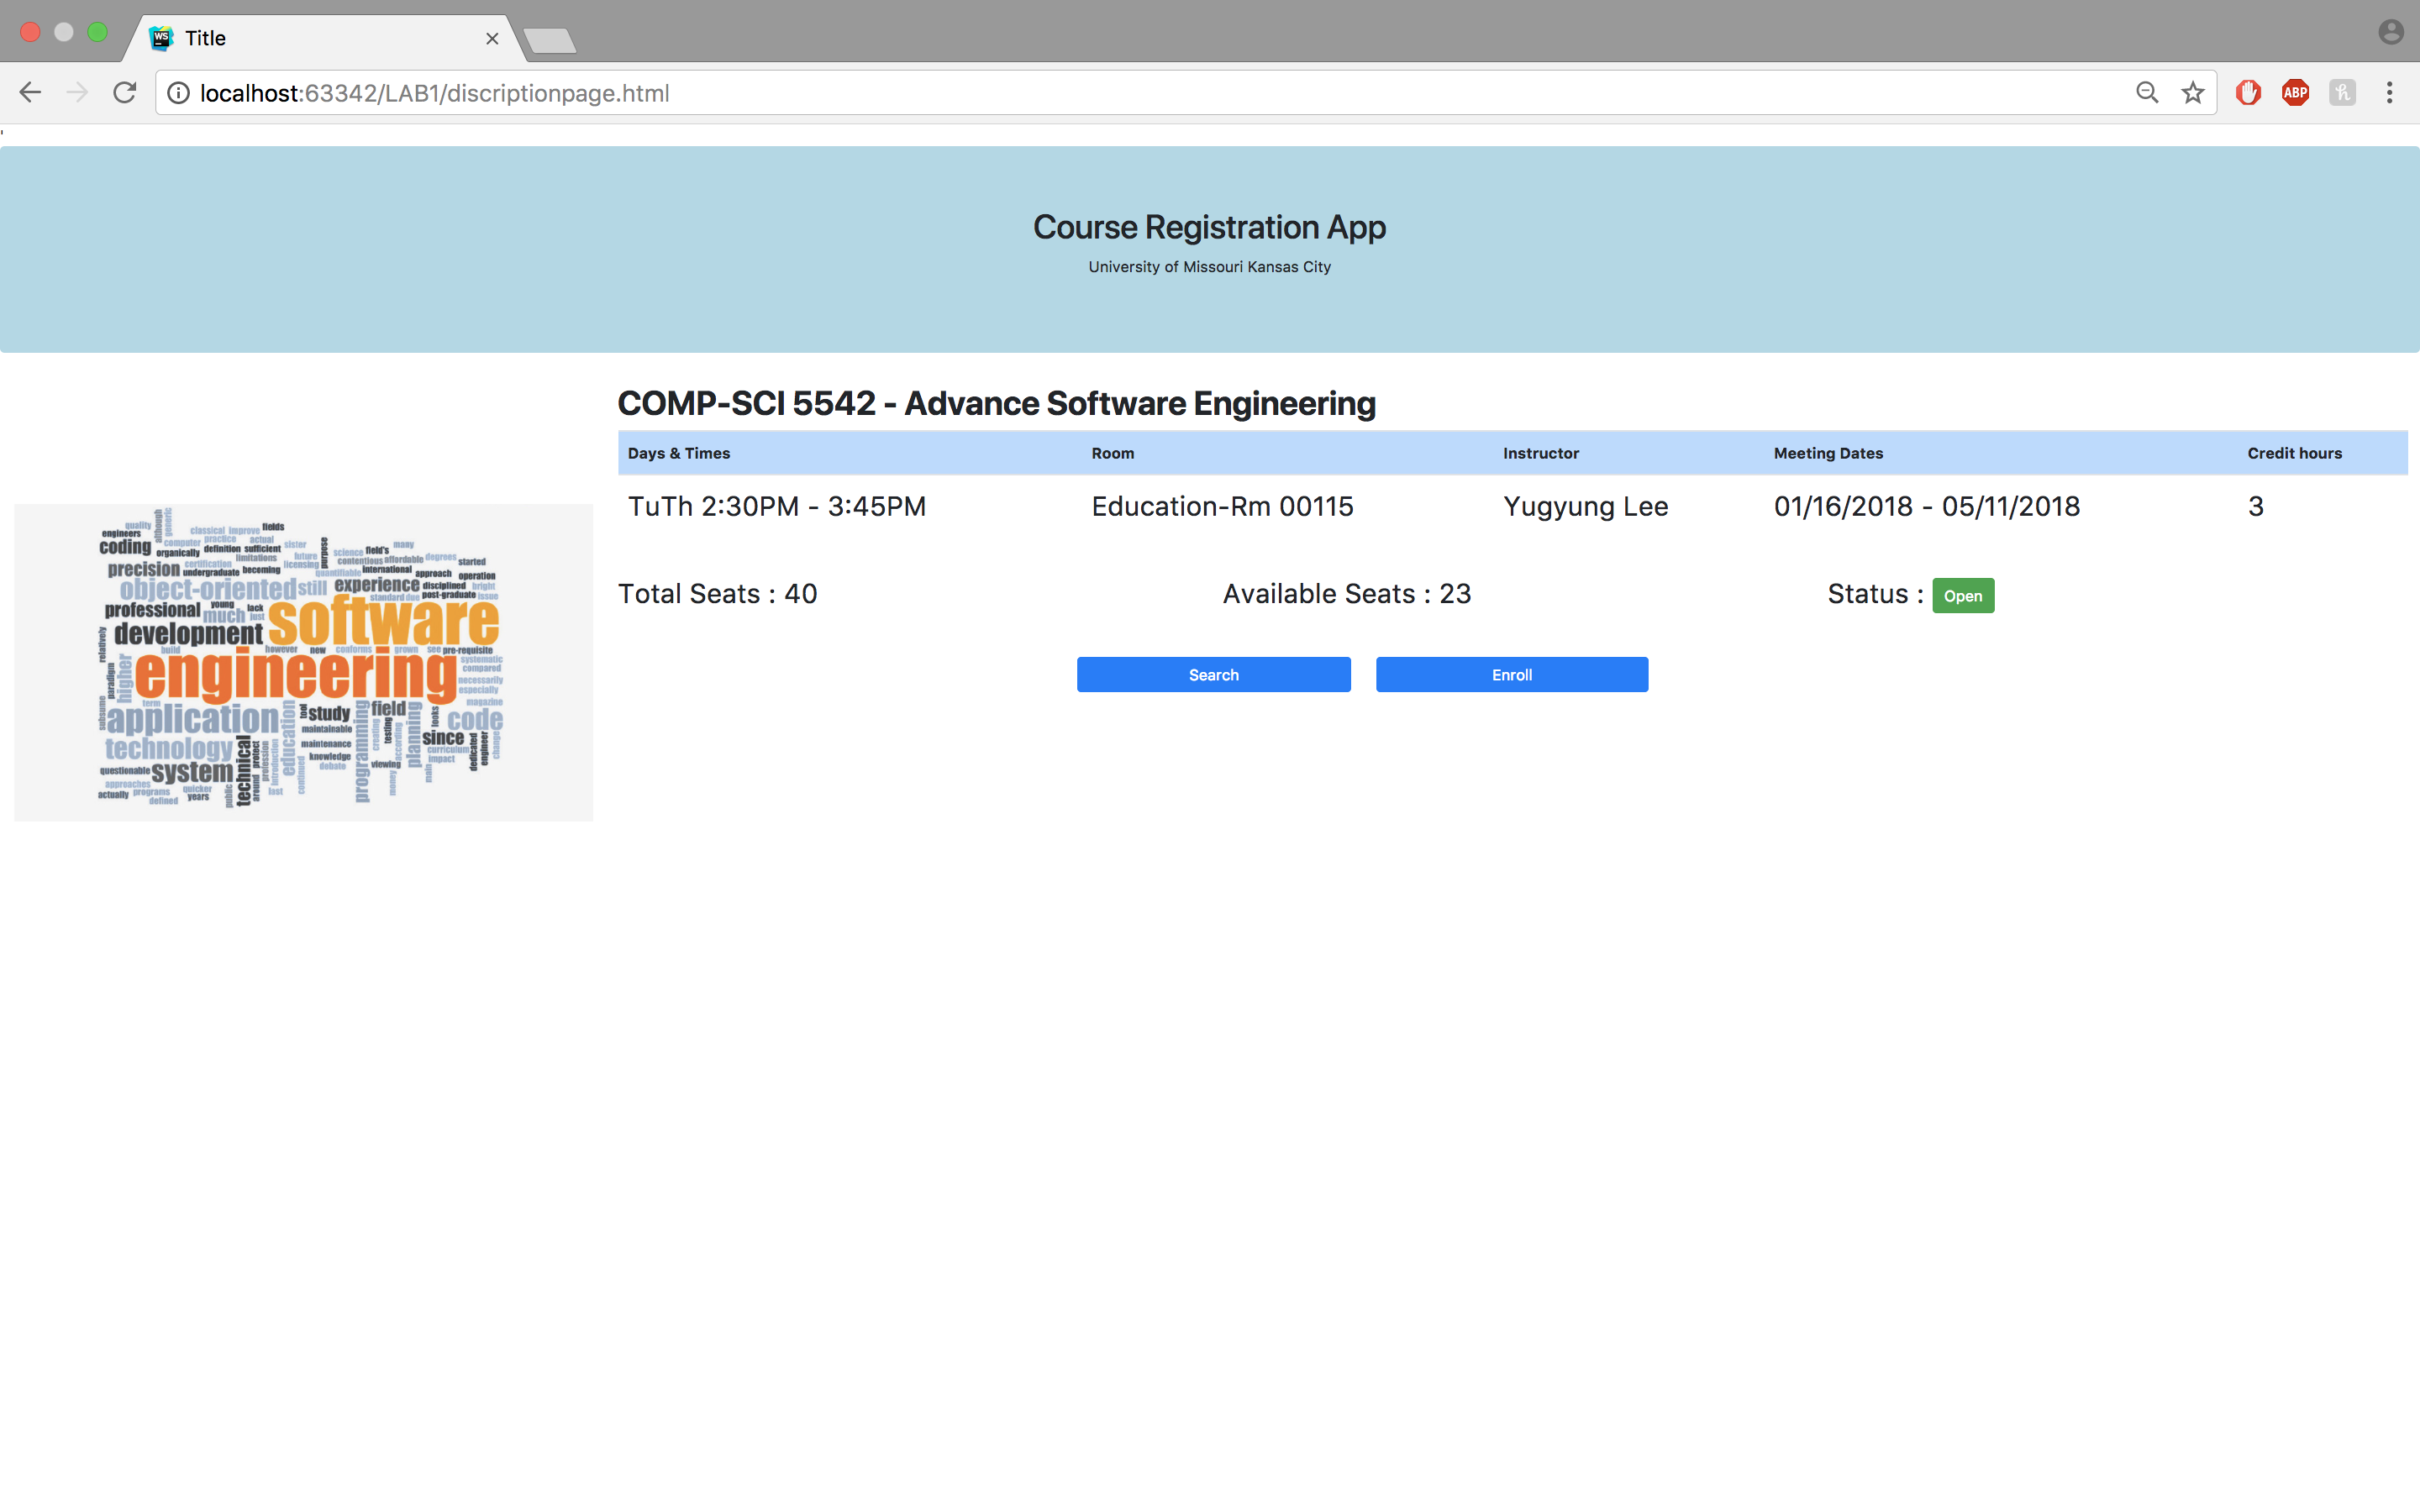 WS
Title
localhost:63342/LAB1/discriptionpage.html
ABP
'
Course Registration App
University of Missouri Kansas City
COMP-SCI 5542 - Advance Software Engineering
Days & Times Room Instructor Meeting Dates Credit hours
TuTh 2:30PM - 3:45PM Education-Rm 00115 Yugyung Lee 01/16/2018 - 05/11/2018 3
Total Seats : 40 Available Seats : 23 Status : Open
Search Enroll
quality although generic classical improve fields
engineers computer practice actual
coding organically definition sufficient sister purpose science field's many
limitations future contentious affordable degrees started
precision certification licensing
undergraduate becoming quantifiable international approach operation
object-oriented still experience disciplined bright
standard due post-graduate issue
professional young much lack just software
relatively development
build however new conforms grown see pre-requisite
paradigm higher engineering systematic
compared
necessarily
especially
term magazine
subsume application education tool study field programming planning looks code
maintainable creating testing according since
technology technical maintenance curriculum dedicated engineer change
knowledge impact
questionable system around protect profession introduction debate viewing
approaches continued money main
actually programs quicker public last
defined years